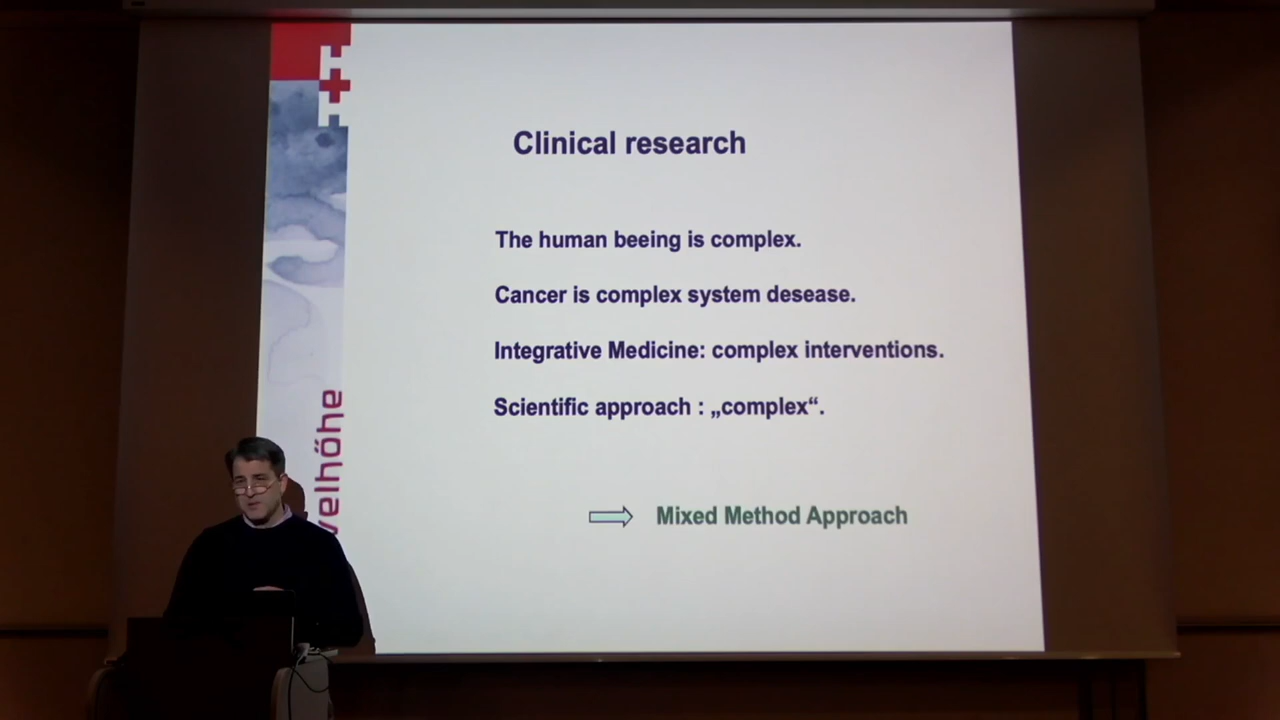 Clinical research
The human beeing is complex.
Cancer is complex system desease.
Integrative Medicine: complex interventions.
Scientific approach : „complex“.
Mixed Method Approach
velhöhe